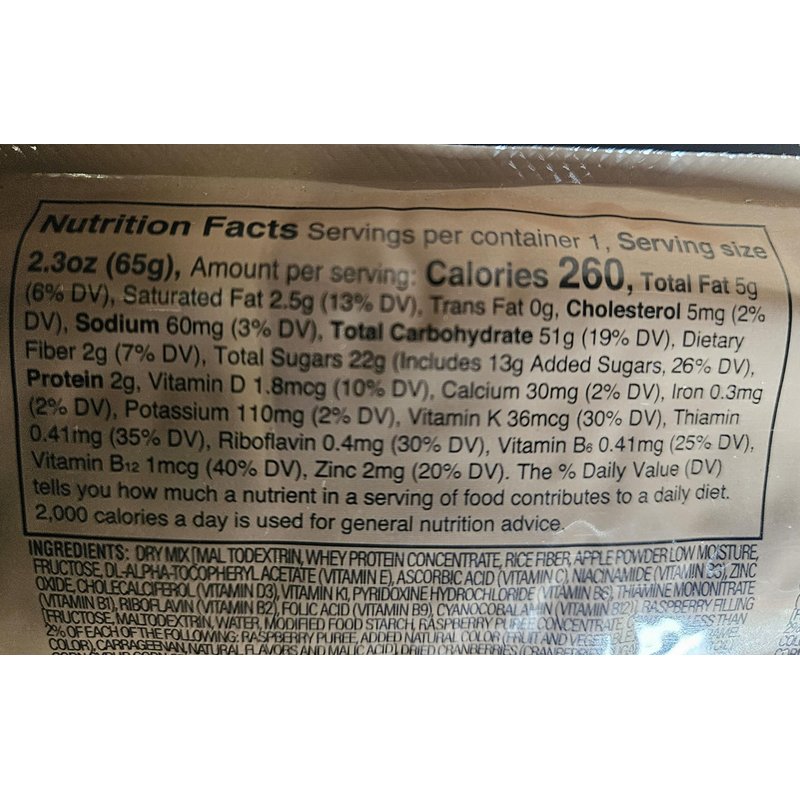 Nutrition Facts Servings per container 1, Serving size
2.3oz (65g), Amount per serving: Calories 260, Total Fat 5g
(6% DV), Saturated Fat 2.5g (13% DV), Trans Fat 0g, Cholesterol 5mg (2%
DV), Sodium 60mg (3% DV), Total Carbohydrate 51g (19% DV), Dietary
Fiber 2g (7% DV), Total Sugars 22g (Includes 13g Added Sugars, 26% DV),
Protein 2g, Vitamin D 1.8mcg (10% DV), Calcium 30mg (2% DV), Iron 0.3mg
(2% DV), Potassium 110mg (2% DV), Vitamin K 36mcg (30% DV), Thiamin
0.41mg (35% DV), Riboflavin 0.4mg (30% DV), Vitamin B6 0.41mg (25% DV),
Vitamin B12 1mcg (40% DV), Zinc 2mg (20% DV). The % Daily Value (DV)
tells you how much a nutrient in a serving of food contributes to a daily diet.
2,000 calories a day is used for general nutrition advice.
INGREDIENTS: DRY MIX [MALTODEXTRIN, WHEY PROTEIN CONCENTRATE, RICE FIBER, APPLE POWDER LOW MOISTURE,
FRUCTOSE, DL-ALPHA-TOCOPHERYL ACETATE (VITAMIN E), ASCORBIC ACID (VITAMIN C), NIACINAMIDE (VITAMIN B3), ZINC
OXIDE, CHOLECALCIFEROL (VITAMIN D3), VITAMIN K1, PYRIDOXINE HYDROCHLORIDE (VITAMIN B6), THIAMINE MONONITRATE
(VITAMIN B1), RIBOFLAVIN (VITAMIN B2), FOLIC ACID (VITAMIN B9), CYANOCOBALAMIN (VITAMIN B12)], RASPBERRY FILLING
[FRUCTOSE, MALTODEXTRIN, WATER, MODIFIED FOOD STARCH, RASPBERRY PUREE CONCENTRATE, LESS THAN
2% OF EACH OF THE FOLLOWING: RASPBERRY PUREE, ADDED NATURAL COLOR (FRUIT AND
COLOR), CARRAGEENAN, NATURAL FLAVORS AND MALIC ACID], DRIED CRANBERRIES